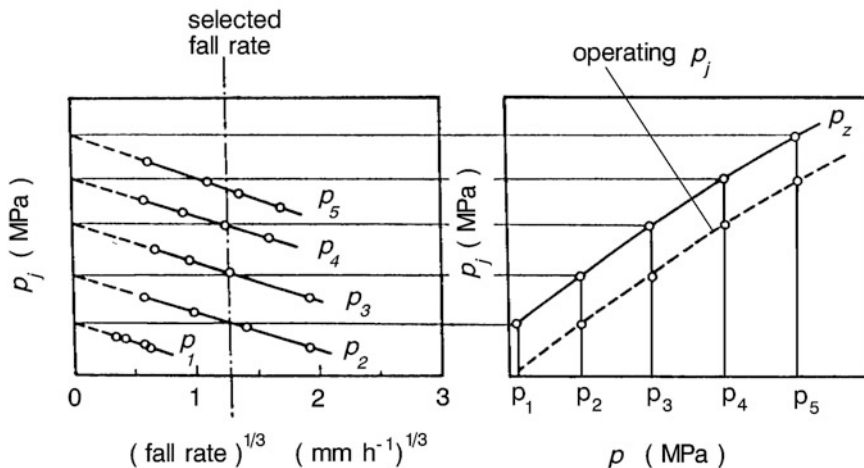 selected
fall rate
operating p_j
p_z
p_j (MPa)
p_5
p_4
p_3
p_2
p_1
0 1 2 3
(fall rate)^{1/3} (mm h^{-1})^{1/3}
p_j (MPa)
p_1 p_2 p_3 p_4 p_5
p (MPa)